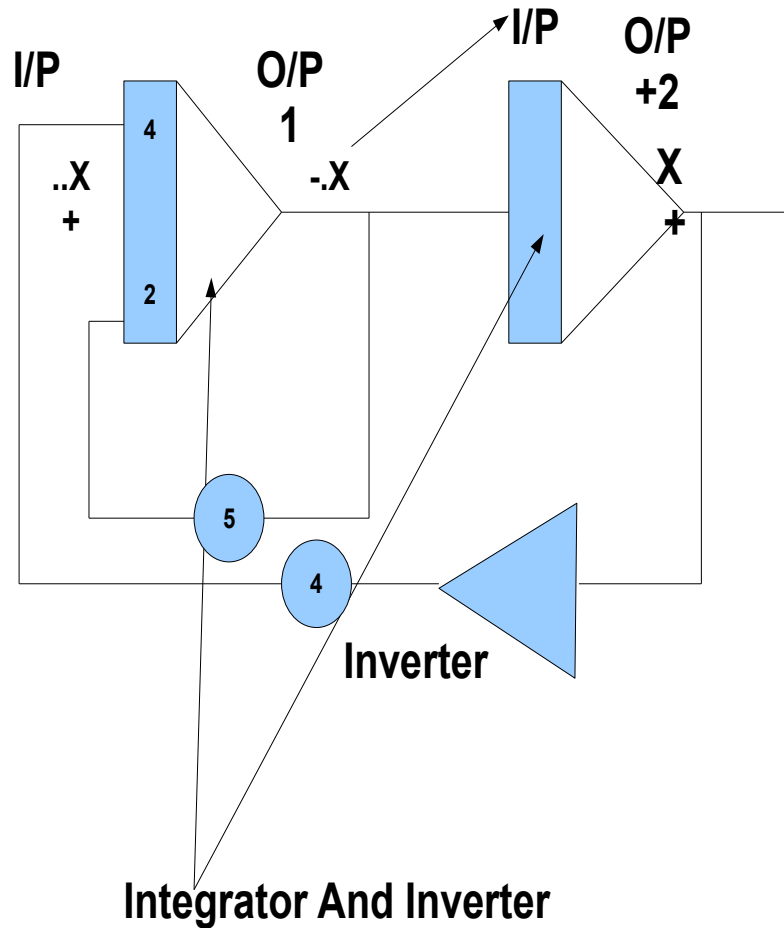 I/P
O/P
1
I/P
O/P
+2
4
..X
+
-.X
X
+
2
5
4
Inverter
Integrator And Inverter